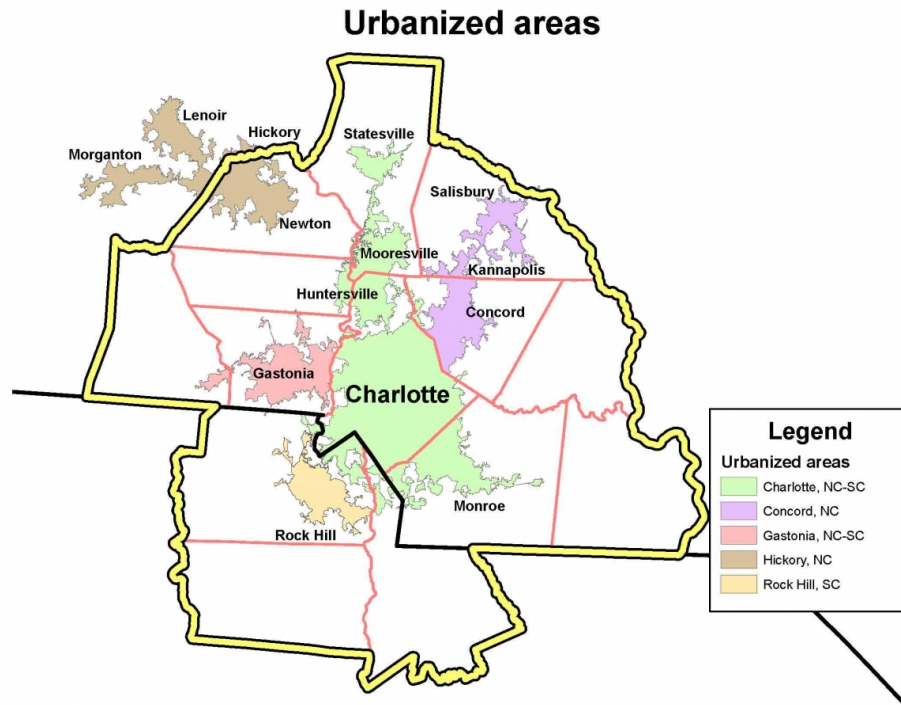 Urbanized areas
Lenoir
Hickory
Statesville
Morganton
Salisbury
Newton
Mooresville
Kannapolis
Huntersville
Concord
Gastonia
Charlotte
Monroe
Rock Hill
Legend
Urbanized areas
Charlotte, NC-SC
Concord, NC
Gastonia, NC-SC
Hickory, NC
Rock Hill, SC